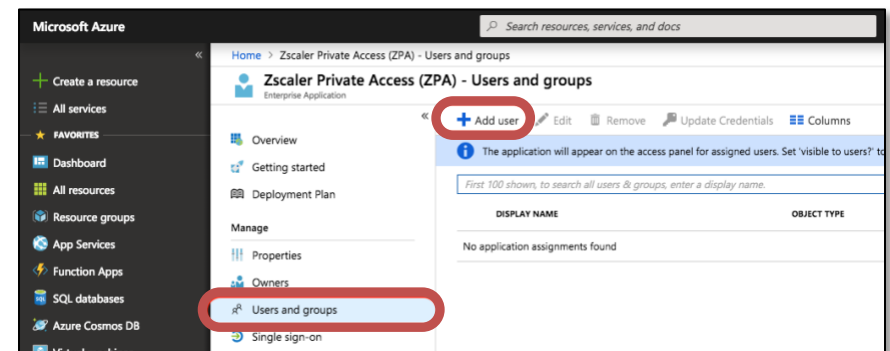 Microsoft Azure
Search resources, services, and docs
Create a resource
All services
FAVORITES
Dashboard
All resources
Resource groups
App Services
Function Apps
SQL databases
Azure Cosmos DB
Home > Zscaler Private Access (ZPA) - Users and groups
Zscaler Private Access (ZPA) - Users and groups
Enterprise Application
Overview
Getting started
Deployment Plan
Manage
Properties
Owners
Users and groups
Single sign-on
Add user Edit Remove Update Credentials Columns
The application will appear on the access panel for assigned users. Set 'visible to users?' to
First 100 shown, to search all users & groups, enter a display name.
DISPLAY NAME OBJECT TYPE
No application assignments found